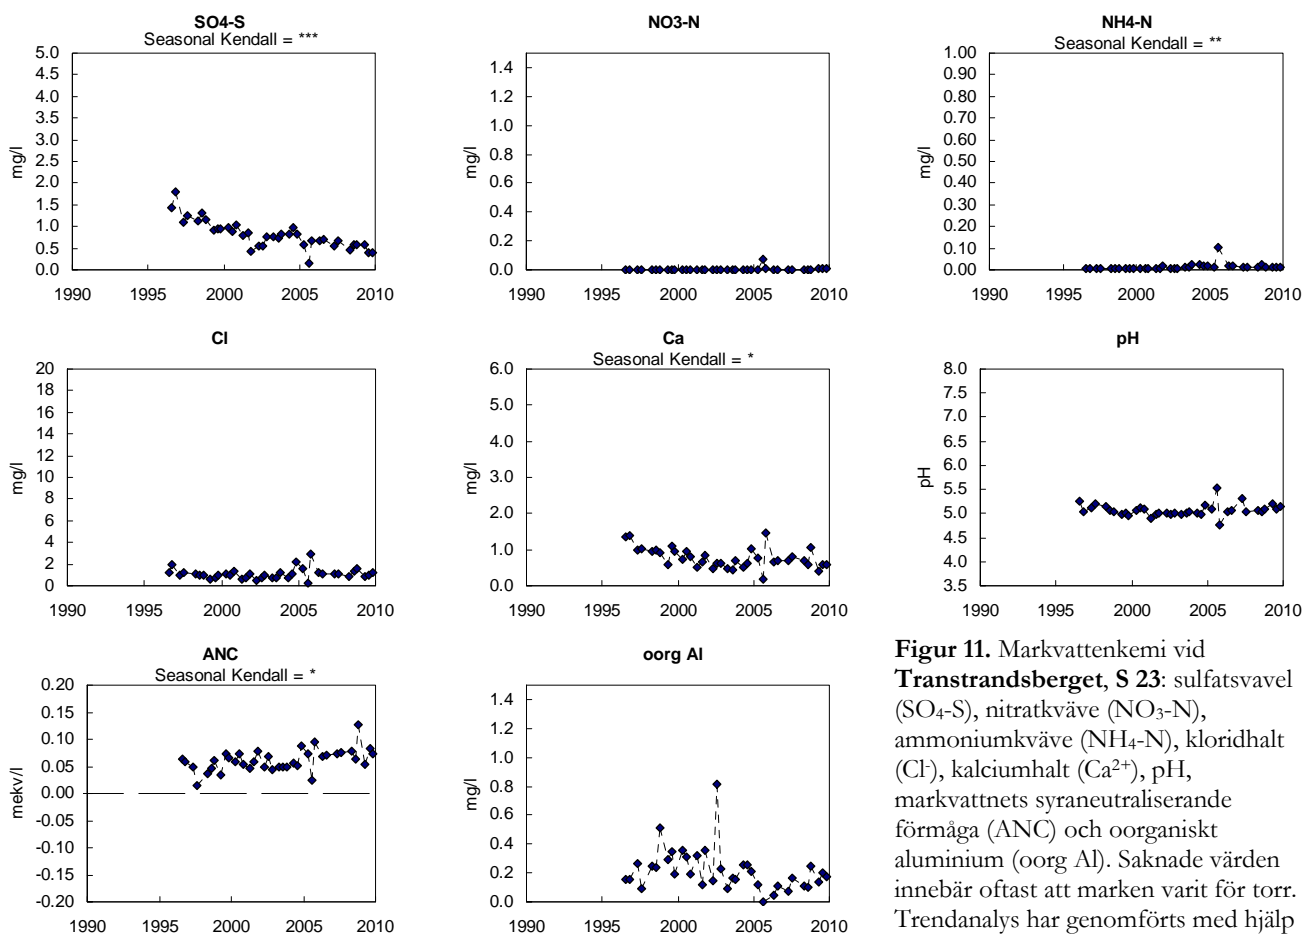 SO4-S
Seasonal Kendall = ***
5.0
4.5
4.0
3.5
3.0
2.5
2.0
1.5
1.0
0.5
0.0
mg/l
1990 1995 2000 2005 2010
NO3-N
1.4
1.2
1.0
0.8
0.6
0.4
0.2
0.0
mg/l
1990 1995 2000 2005 2010
NH4-N
Seasonal Kendall = **
1.00
0.90
0.80
0.70
0.60
0.50
0.40
0.30
0.20
0.10
0.00
mg/l
1990 1995 2000 2005 2010
Cl
20
18
16
14
12
10
8
6
4
2
0
mg/l
1990 1995 2000 2005 2010
Ca
Seasonal Kendall = *
6.0
5.0
4.0
3.0
2.0
1.0
0.0
mg/l
1990 1995 2000 2005 2010
pH
8.0
7.5
7.0
6.5
6.0
5.5
5.0
4.5
4.0
3.5
pH
1990 1995 2000 2005 2010
ANC
Seasonal Kendall = *
0.20
0.15
0.10
0.05
0.00
-0.05
-0.10
-0.15
-0.20
mekv/l
1990 1995 2000 2005 2010
oorg Al
1.4
1.2
1.0
0.8
0.6
0.4
0.2
0.0
mg/l
1990 1995 2000 2005 2010
Figur 11. Markvattenkemi vid
Transtrandsberget, S 23: sulfatsvavel
(SO₄-S), nitratkväve (NO₃-N),
ammoniumkväve (NH₄-N), kloridhalt
(Cl⁻), kalciumhalt (Ca²⁺), pH,
markvattnets syraneutraliserande
förmåga (ANC) och oorganiskt
aluminium (oorg Al). Saknade värden
innebär oftast att marken varit för torr.
Trendanalys har genomförts med hjälp